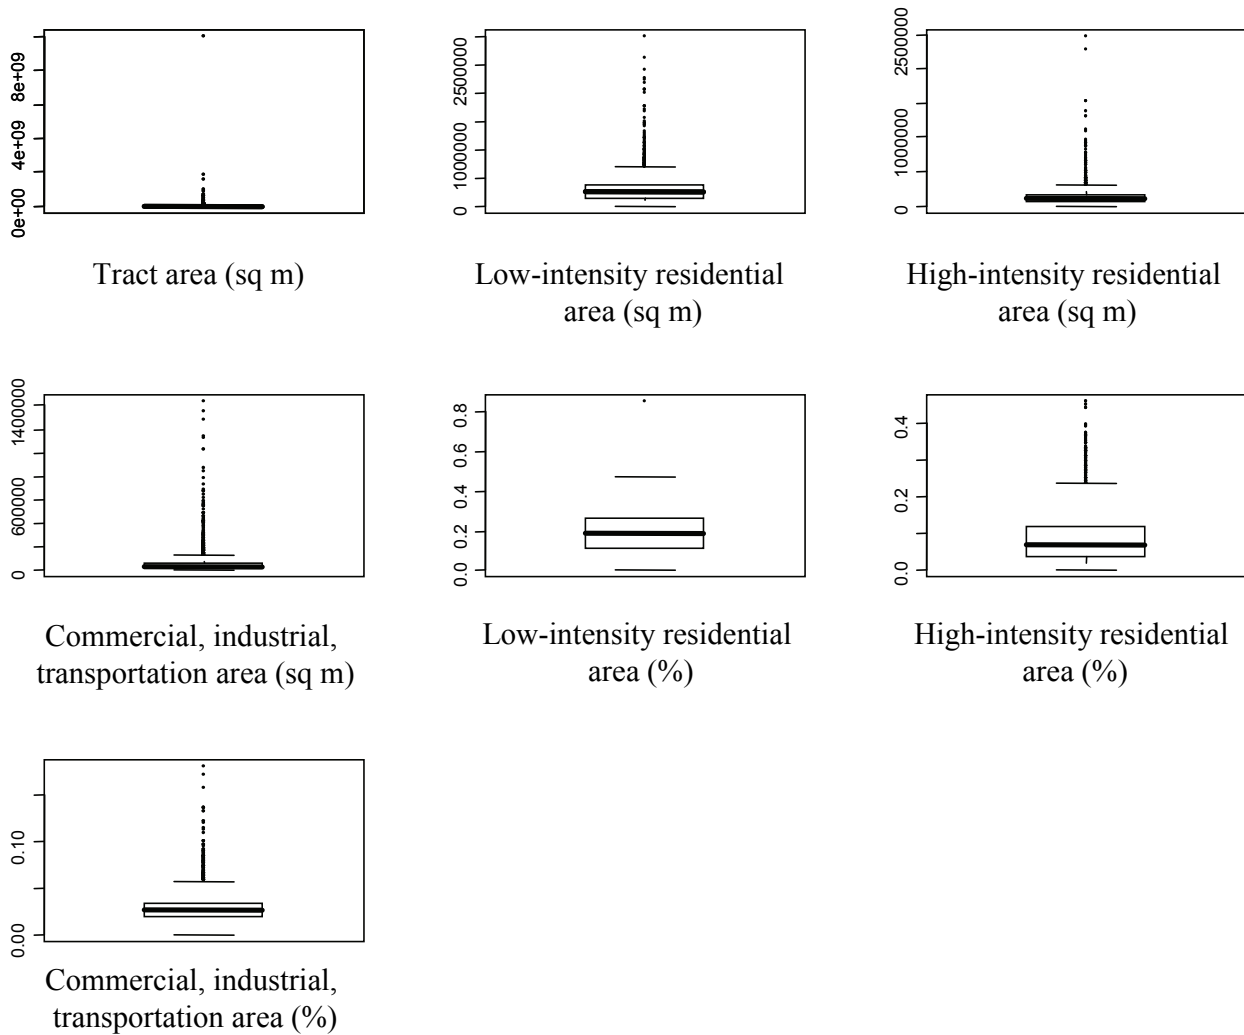 8e+09
4e+09
0e+00
Tract area (sq m)
2500000
1000000
0
Low-intensity residential
area (sq m)
2500000
1000000
0
High-intensity residential
area (sq m)
1400000
600000
0
Commercial, industrial,
transportation area (sq m)
0.8
0.6
0.4
0.2
0.0
Low-intensity residential
area (%)
0.4
0.2
0.0
High-intensity residential
area (%)
0.10
0.00
Commercial, industrial,
transportation area (%)